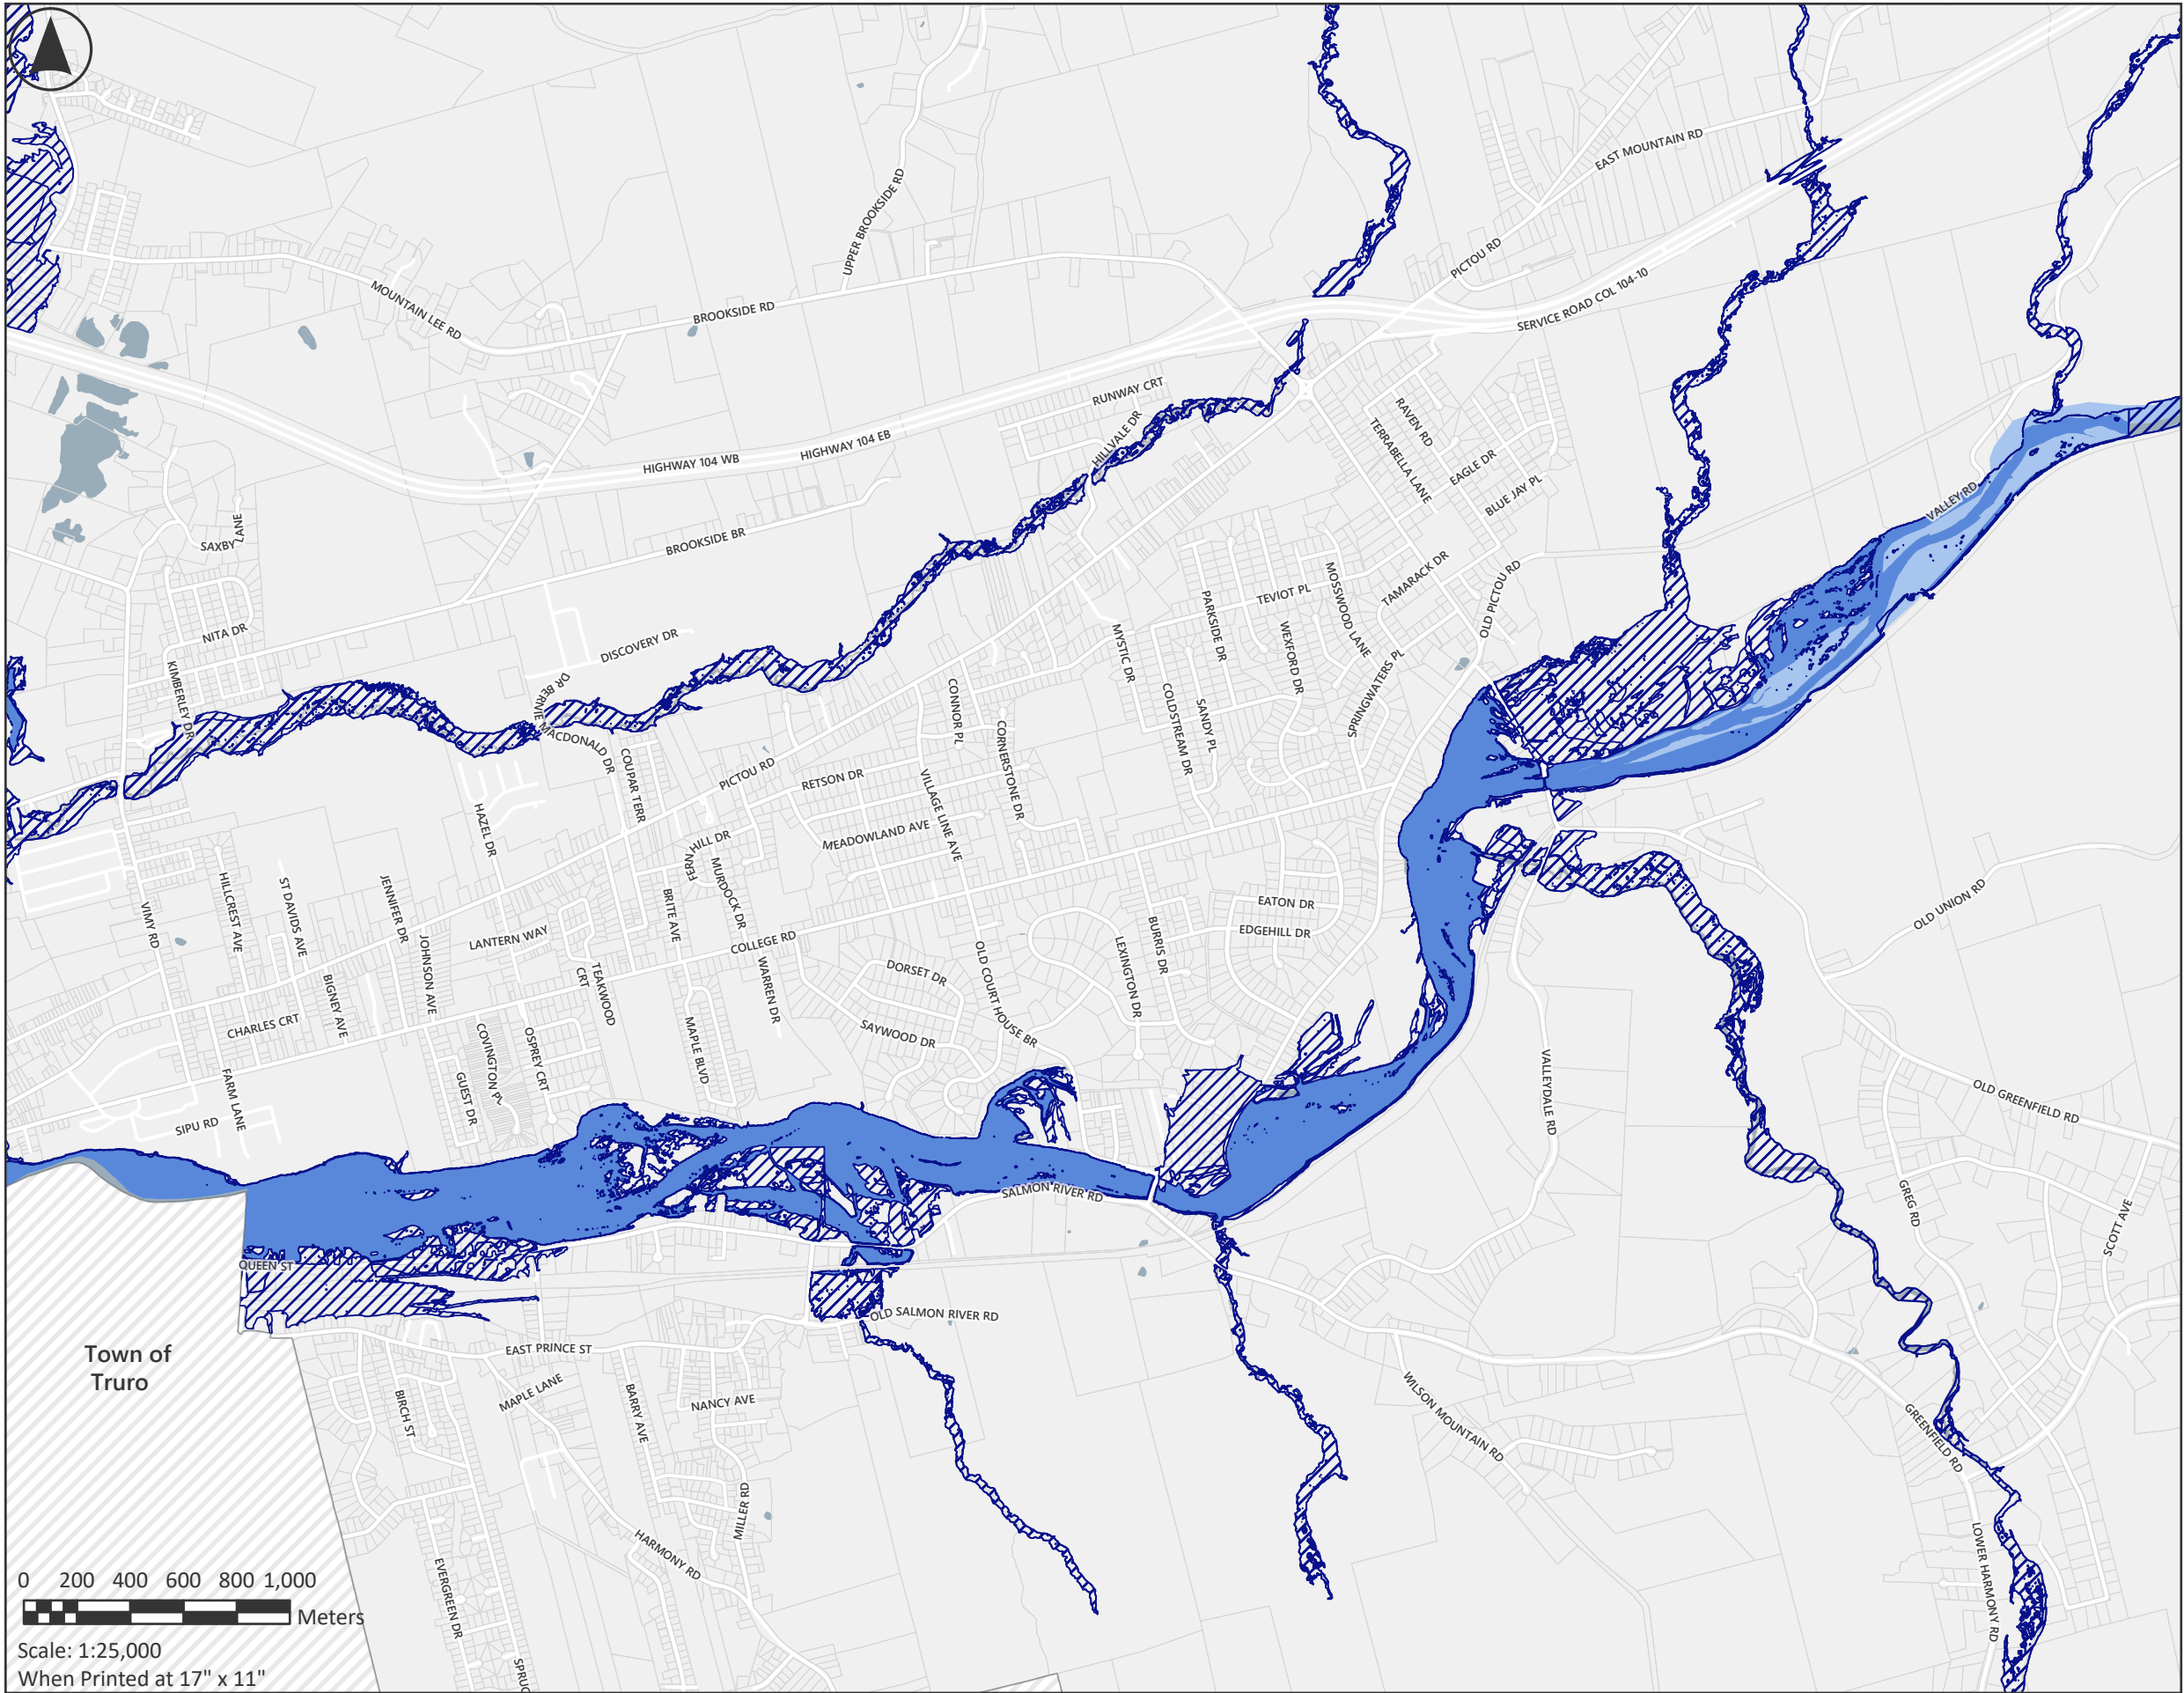 EAST MOUNTAIN RD
UPPER BROOKSIDE RD
PICTOU RD
SERVICE ROAD COL 104-10
MOUNTAIN LEE RD
BROOKSIDE RD
RUNWAY CRT
HILLVALE DR
RAVEN RD
TERRABELLA LANE
HIGHWAY 104 EB
HIGHWAY 104 WB
EAGLE DR
BLUE JAY PL
VALLEY RD
SAXBY LANE
BROOKSIDE BR
TEVIOT PL
MOSSWOOD LANE
TAMARACK DR
OLD PICTOU RD
PARKSIDE DR
NITA DR
DISCOVERY DR
MYSTIC DR
WEXFORD DR
KIMBERLEY DR
DR BERNIE MACDONALD DR
CONNOR PL
COLDSTREAM DR
SANDY PL
SPRINGWATERS PL
COUPAR TERR
PICTOU RD
RETSON DR
CORNERSTONE DR
VILLAGE LINE AVE
HAZEL DR
FERN HILL DR
MEADOWLAND AVE
MURDOCK DR
BRITE AVE
VIMY RD
HILLCREST AVE
ST DAVIDS AVE
JENNIFER DR
LANTERN WAY
COLLEGE RD
EATON DR
EDGEHILL DR
BURRIS DR
LEXINGTON DR
OLD UNION RD
JOHNSON AVE
BIGNEY AVE
TEAKWOOD
CRT
WARREN DR
DORSET DR
OLD COURT HOUSE BR
CHARLES CRT
COVINGTON PL
OSPREY CRT
MAPLE BLVD
SAYWOOD DR
FARM LANE
GUEST DR
SIPU RD
VALLEYDALE RD
OLD GREENFIELD RD
SALMON RIVER RD
GREG RD
SCOTT AVE
QUEEN ST
OLD SALMON RIVER RD
Town of
Truro
EAST PRINCE ST
MAPLE LANE
BIRCH ST
BARRY AVE
NANCY AVE
WILSON MOUNTAIN RD
GREENFIELD RD
MILLER RD
HARMONY RD
EVERGREEN DR
LOWER HARMONY RD
SPRUC
0 200 400 600 800 1,000
Meters
Scale: 1:25,000
When Printed at 17" x 11"